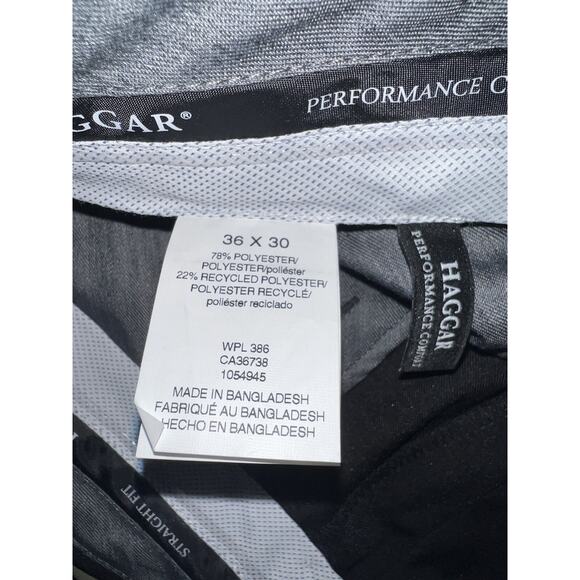 GGAR®
PERFORMANCE C
36 X 30
78% POLYESTER/
POLYESTER/poliéster
22% RECYCLED POLYESTER/
POLYESTER RECYCLÉ/
poliéster reciclado
WPL 386
CA36738
1054945
MADE IN BANGLADESH
FABRIQUÉ AU BANGLADESH
HECHO EN BANGLADESH
HAGGAR
PERFORMANCE COMFORT
STRAIGHT FIT